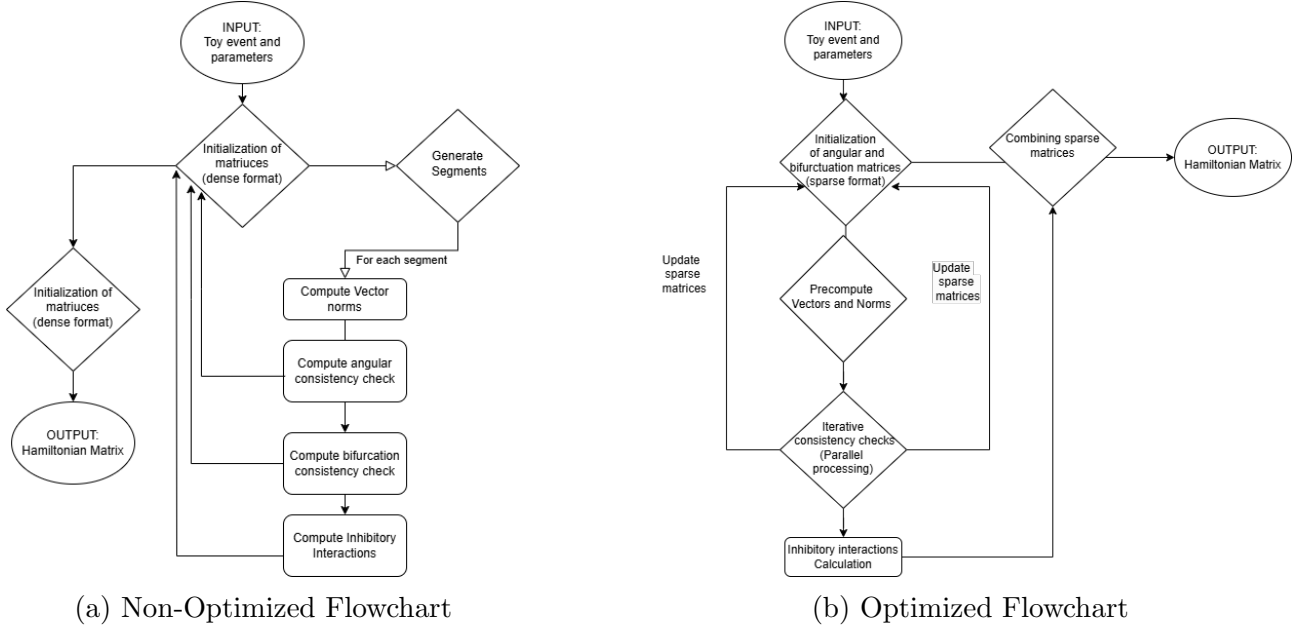 INPUT:
Toy event and
parameters
Initialization of
matriuces
(dense format)
Generate
Segments
For each segment
Compute Vector
norms
Compute angular
consistency check
Compute bifurcation
consistency check
Compute Inhibitory
Interactions
Initialization of
matriuces
(dense format)
OUTPUT:
Hamiltonian Matrix
(a) Non-Optimized Flowchart
INPUT:
Toy event and
parameters
Initialization
of angular and
bifurctuation matrices
(sparse format)
Combining sparse
matrices
OUTPUT:
Hamiltonian Matrix
Update
sparse
matrices
Precompute
Vectors and Norms
Update
sparse
matrices
Iterative
consistency checks
(Parallel
processing)
Inhibitory interactions
Calculation
(b) Optimized Flowchart